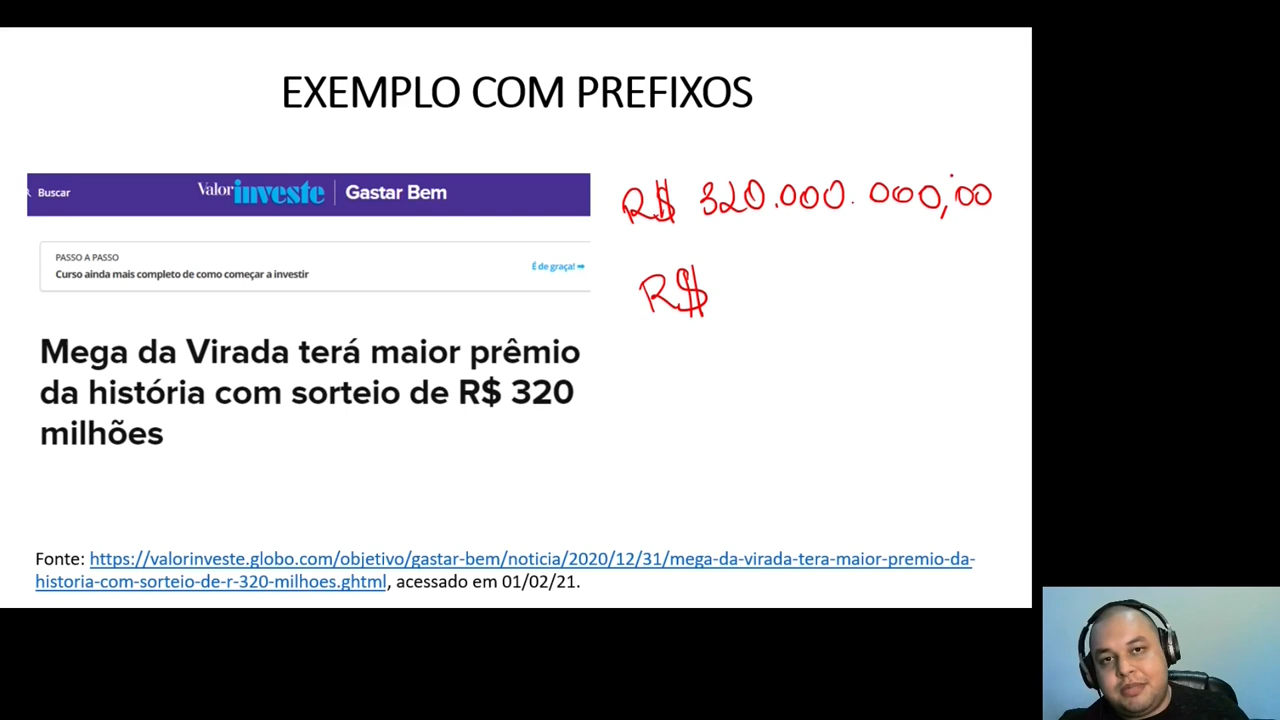 EXEMPLO COM PREFIXOS
Buscar
Valor investe | Gastar Bem
PASSO A PASSO
Curso ainda mais completo de como começar a investir
É de graça! ➡
Mega da Virada terá maior prêmio
da história com sorteio de R$ 320
milhões
R$ 320.000.000,00
R$
Fonte: https://valorinveste.globo.com/objetivo/gastar-bem/noticia/2020/12/31/mega-da-virada-tera-maior-premio-da-
historia-com-sorteio-de-r-320-milhoes.ghtml, acessado em 01/02/21.